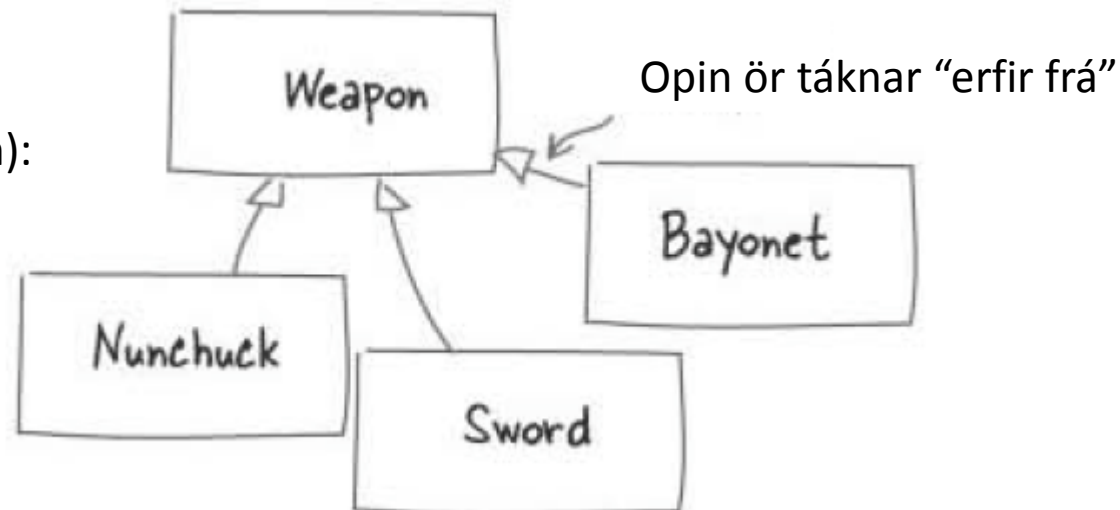 Opin ör táknar “erfir frá”
Weapon
):
Bayonet
Nunchuck
Sword